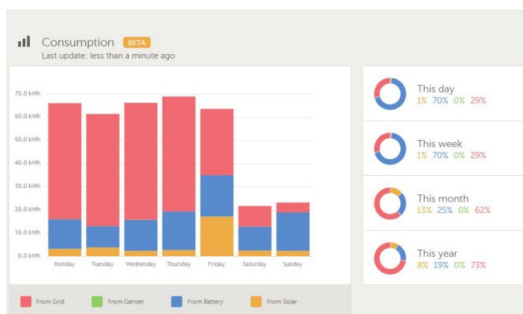 Consumption BETA
Last update: less than a minute ago
70.0 kWh
60.0 kWh
50.0 kWh
40.0 kWh
30.0 kWh
20.0 kWh
10.0 kWh
0.0 kWh
Monday Tuesday Wednesday Thursday Friday Saturday Sunday
From Grid From Genset From Battery From Solar
This day
1% 70% 0% 29%
This week
1% 70% 0% 29%
This month
13% 25% 0% 62%
This year
8% 19% 0% 73%